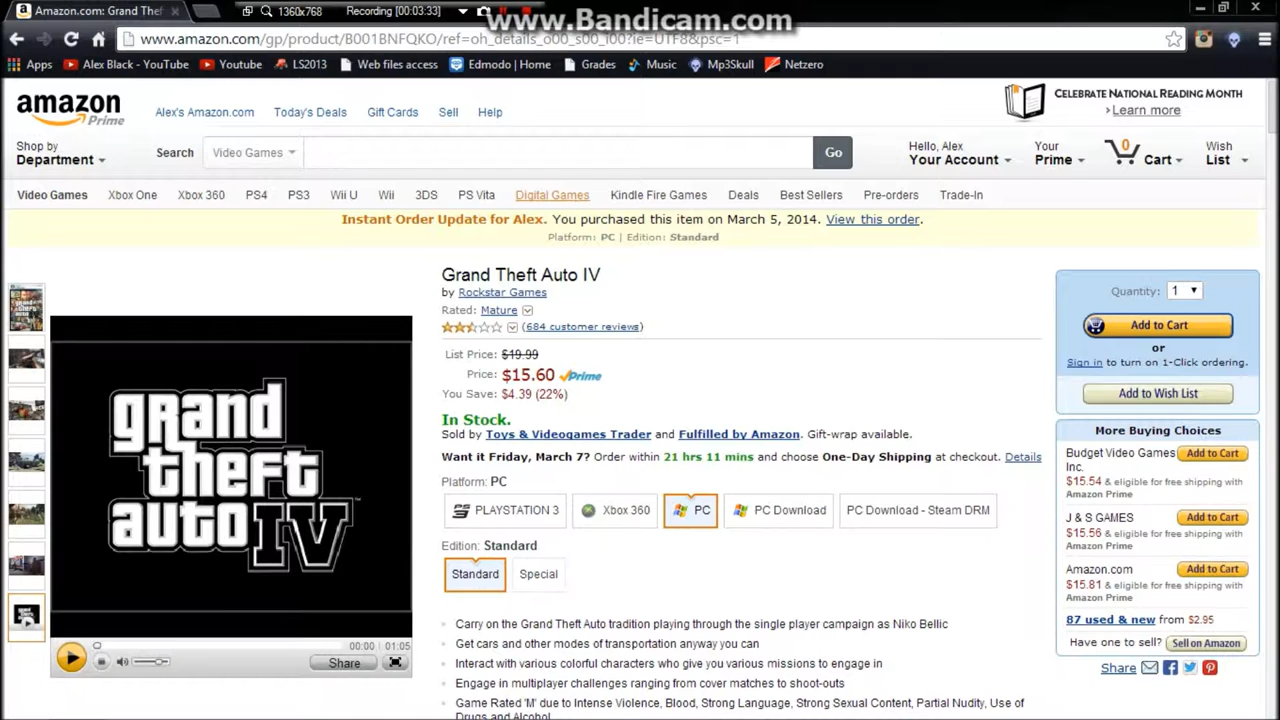 Amazon.com: Grand Thef
1360x768
Recording [00:03:33]
www.Bandicam.com
www.amazon.com/gp/product/B001BNFQKO/ref=oh_details_o00_s00_i00?ie=UTF8&psc=1
Apps
Alex Black - YouTube
Youtube
LS2013
Web files access
Edmodo | Home
Grades
Music
Mp3Skull
Netzero
amazon Prime
Alex's Amazon.com
Today's Deals
Gift Cards
Sell
Help
CELEBRATE NATIONAL READING MONTH
›Learn more
Shop by
Department
Search
Video Games
Go
Hello, Alex
Your Account
Your
Prime
0
Cart
Wish
List
Video Games
Xbox One
Xbox 360
PS4
PS3
Wii U
Wii
3DS
PS Vita
Digital Games
Kindle Fire Games
Deals
Best Sellers
Pre-orders
Trade-In
Instant Order Update for Alex. You purchased this item on March 5, 2014. View this order.
Platform: PC | Edition: Standard
grand
theft
auto IV
™
00:00
01:05
Share
Grand Theft Auto IV
by Rockstar Games
Rated: Mature
(684 customer reviews)
List Price: $19.99
Price: $15.60 Prime
You Save: $4.39 (22%)
In Stock.
Sold by Toys & Videogames Trader and Fulfilled by Amazon. Gift-wrap available.
Want it Friday, March 7? Order within 21 hrs 11 mins and choose One-Day Shipping at checkout. Details
Platform: PC
PLAYSTATION 3
Xbox 360
PC
PC Download
PC Download - Steam DRM
Edition: Standard
Standard
Special
Carry on the Grand Theft Auto tradition playing through the single player campaign as Niko Bellic
Get cars and other modes of transportation anyway you can
Interact with various colorful characters who give you various missions to engage in
Engage in multiplayer challenges ranging from cover matches to shoot-outs
Game Rated 'M' due to Intense Violence, Blood, Strong Language, Strong Sexual Content, Partial Nudity, Use of
Drugs and Alcohol
Quantity: 1
Add to Cart
or
Sign in to turn on 1-Click ordering.
Add to Wish List
More Buying Choices
Budget Video Games
Inc.
Add to Cart
$15.54 & eligible for free shipping with
Amazon Prime
J & S GAMES
Add to Cart
$15.56 & eligible for free shipping with
Amazon Prime
Amazon.com
Add to Cart
$15.81 & eligible for free shipping with
Amazon Prime
87 used & new from $2.95
Have one to sell? Sell on Amazon
Share